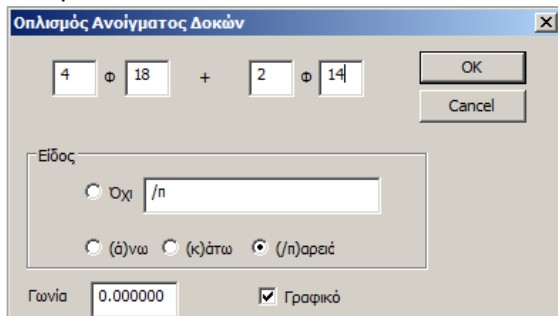 Οπλισμός Ανοίγματος Δοκών
4 Φ 18 + 2 Φ 14 OK
Cancel
Είδος
Όχι /π
(ά)νω (κ)άτω (/π)αρειά
Γωνία 0.000000 Γραφικό